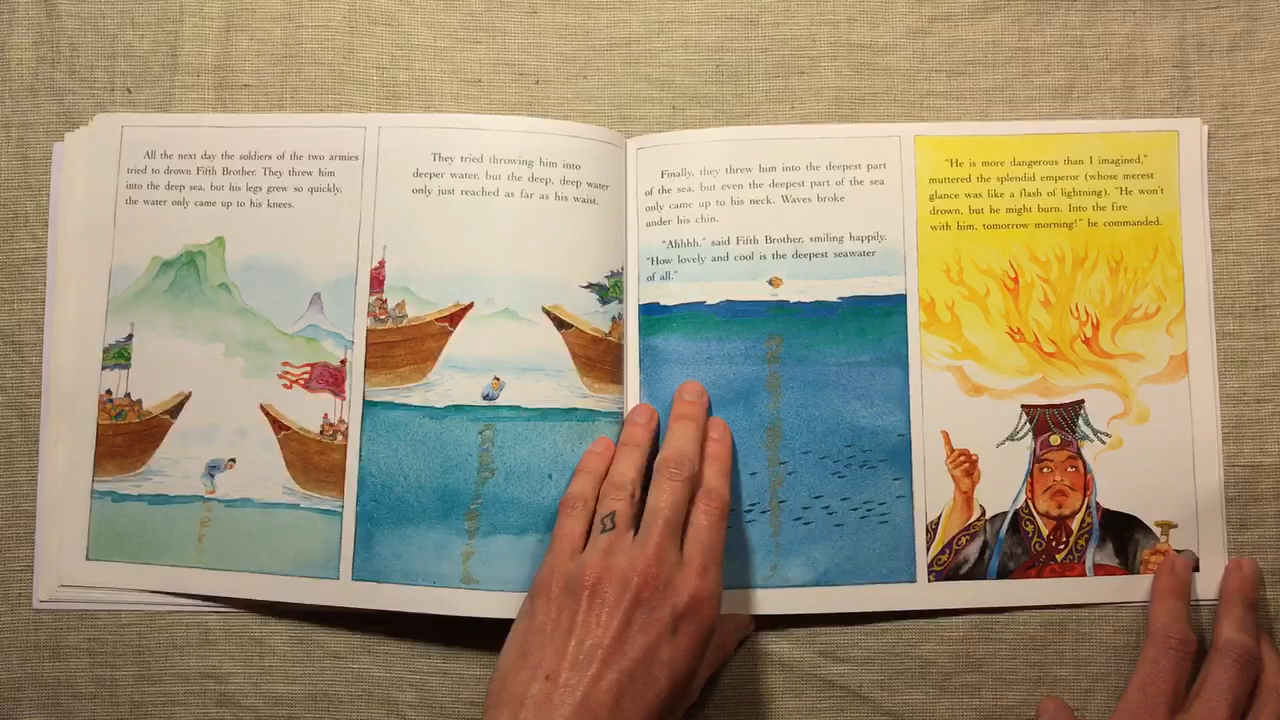 All the next day the soldiers of the two armies
tried to drown Fifth Brother. They threw him
into the deep sea, but his legs grew so quickly,
the water only came up to his knees.
They tried throwing him into
deeper water, but the deep, deep water
only just reached as far as his waist.
Finally, they threw him into the deepest part
of the sea, but even the deepest part of the sea
only came up to his neck. Waves broke
under his chin.
"Ahhhh," said Fifth Brother, smiling happily.
"How lovely and cool is the deepest seawater
of all."
"He is more dangerous than I imagined,"
muttered the splendid emperor (whose merest
glance was like a flash of lightning). "He won't
drown, but he might burn. Into the fire
with him, tomorrow morning!" he commanded.